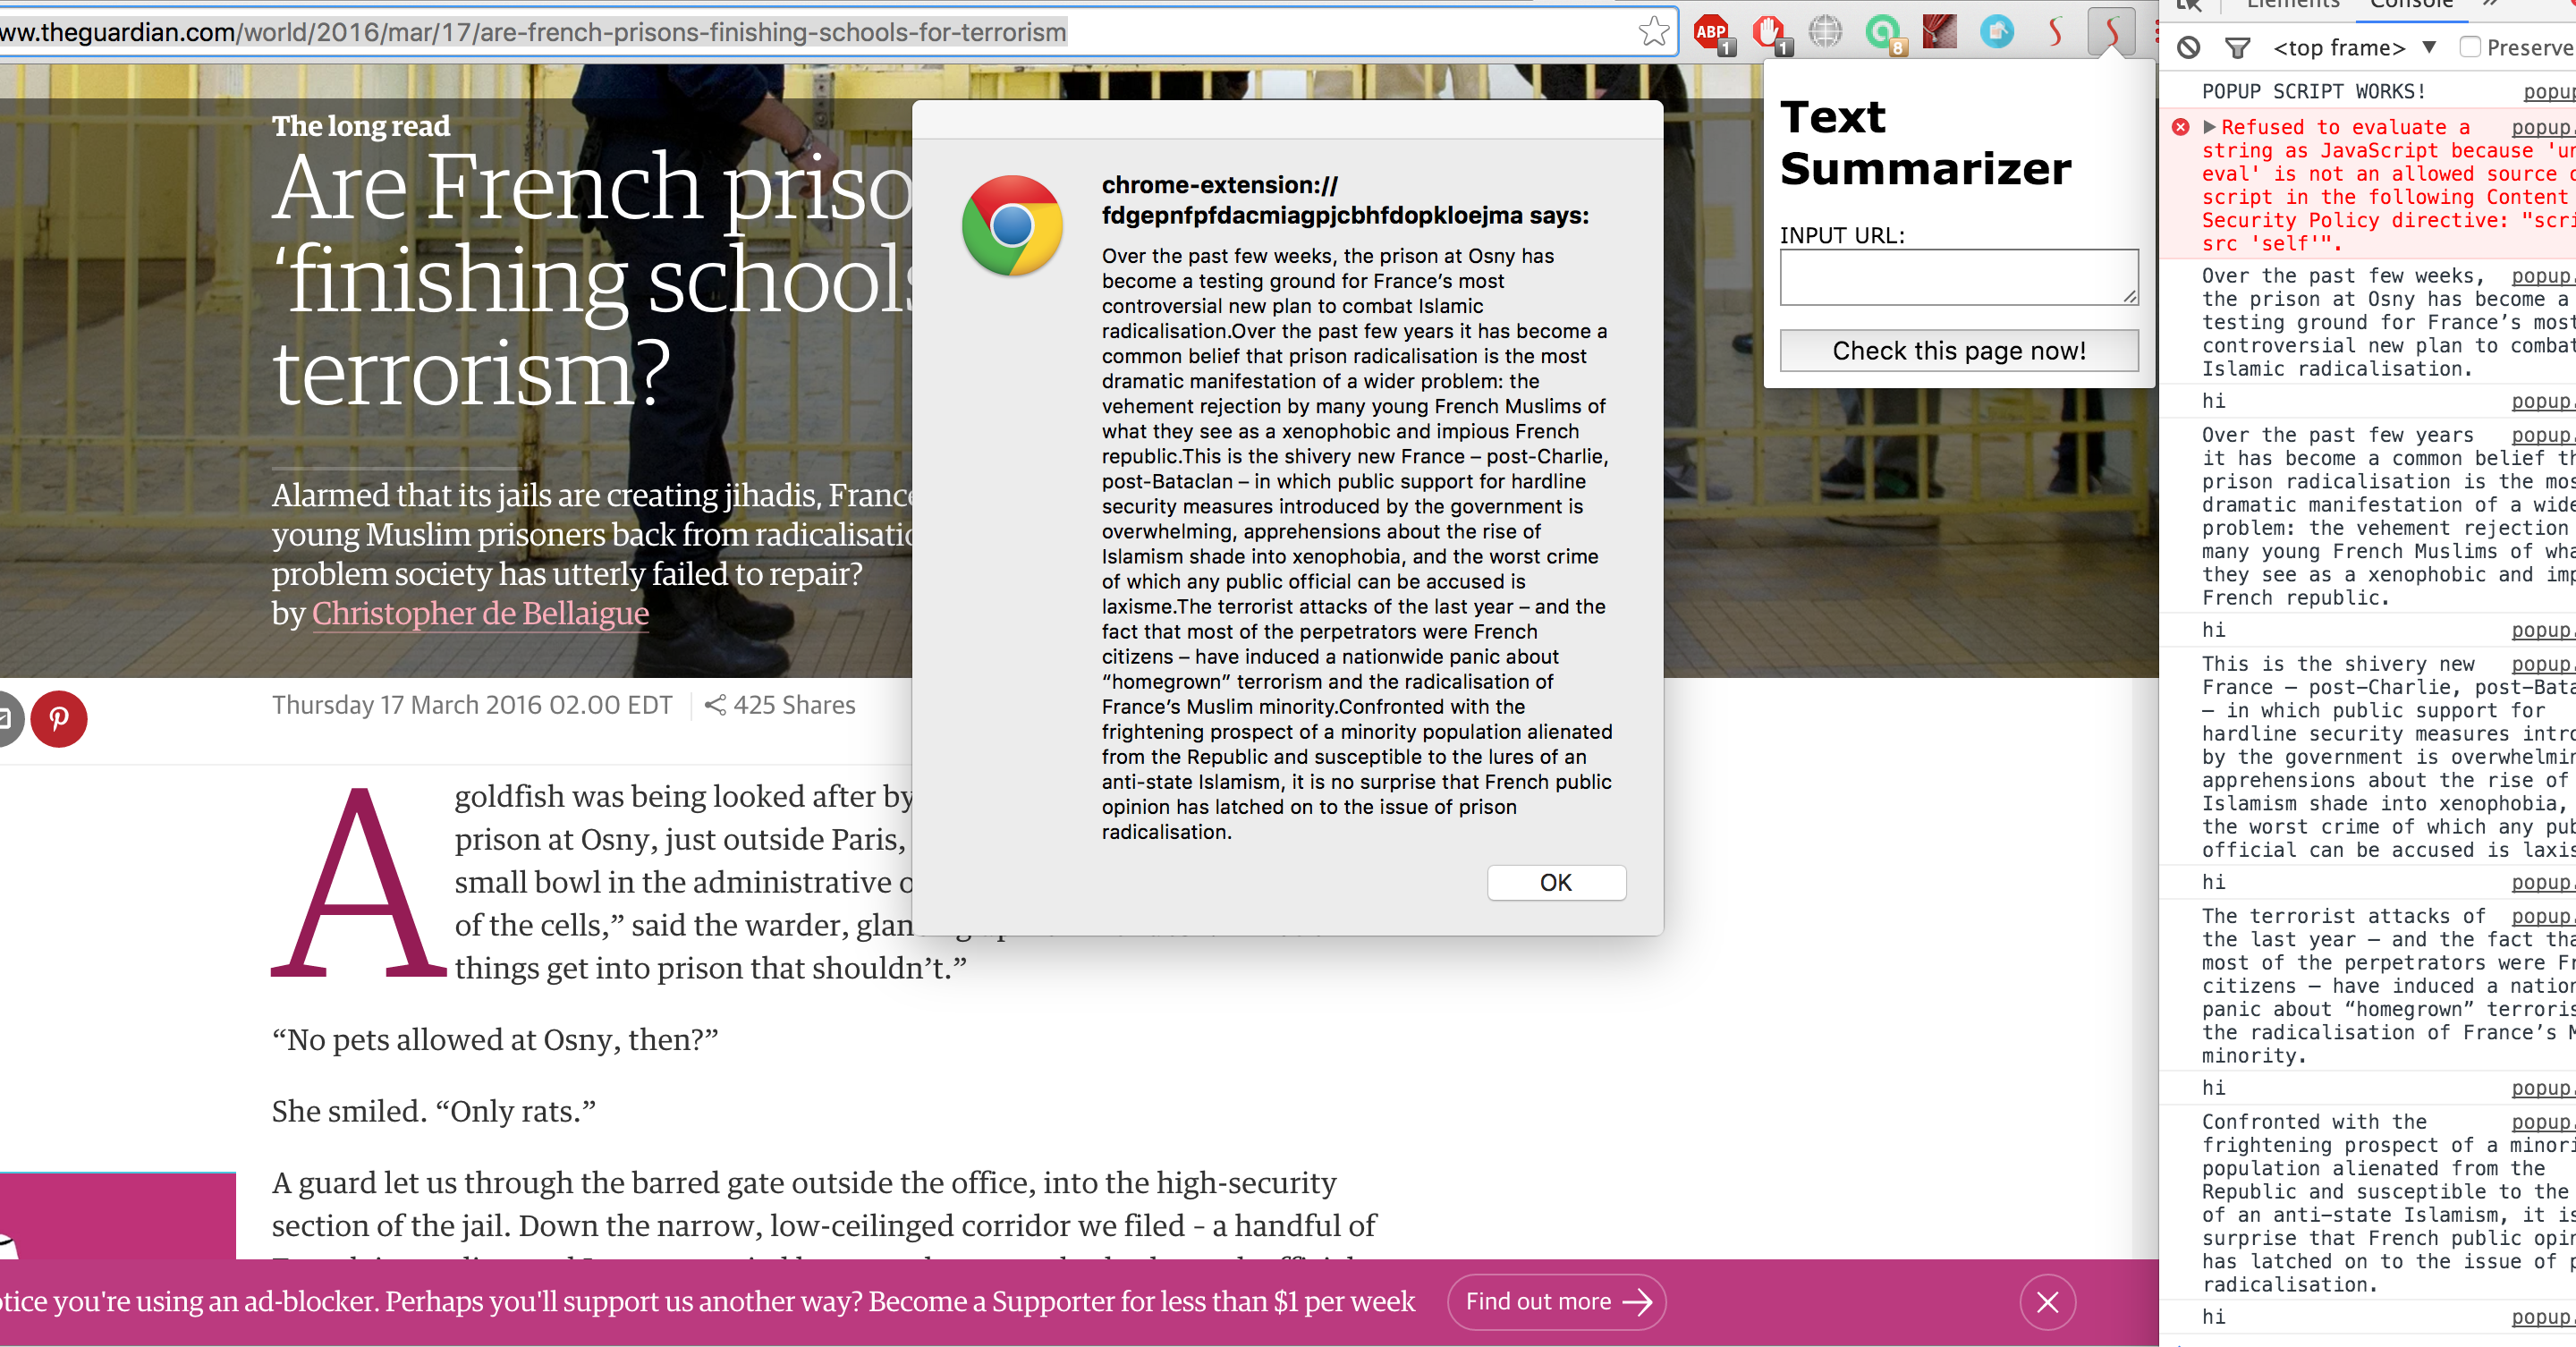 ww.theguardian.com/world/2016/mar/17/are-french-prisons-finishing-schools-for-terrorism
ABP
1
1
8
The long read
Are French priso
‘finishing schools
terrorism?
Alarmed that its jails are creating jihadis, France
young Muslim prisoners back from radicalisatio
problem society has utterly failed to repair?
by Christopher de Bellaigue
Thursday 17 March 2016 02.00 EDT
425 Shares
A goldfish was being looked after by
prison at Osny, just outside Paris,
small bowl in the administrative o
of the cells,” said the warder, glan
things get into prison that shouldn’t.”
“No pets allowed at Osny, then?”
She smiled. “Only rats.”
A guard let us through the barred gate outside the office, into the high-security
section of the jail. Down the narrow, low-ceilinged corridor we filed – a handful of
otice you're using an ad-blocker. Perhaps you'll support us another way? Become a Supporter for less than $1 per week
Find out more
chrome-extension://
fdgepnfpfdacmiagpjcbhfdopkloejma says:
Over the past few weeks, the prison at Osny has
become a testing ground for France’s most
controversial new plan to combat Islamic
radicalisation.Over the past few years it has become a
common belief that prison radicalisation is the most
dramatic manifestation of a wider problem: the
vehement rejection by many young French Muslims of
what they see as a xenophobic and impious French
republic.This is the shivery new France – post-Charlie,
post-Bataclan – in which public support for hardline
security measures introduced by the government is
overwhelming, apprehensions about the rise of
Islamism shade into xenophobia, and the worst crime
of which any public official can be accused is
laxisme.The terrorist attacks of the last year – and the
fact that most of the perpetrators were French
citizens – have induced a nationwide panic about
“homegrown” terrorism and the radicalisation of
France’s Muslim minority.Confronted with the
frightening prospect of a minority population alienated
from the Republic and susceptible to the lures of an
anti-state Islamism, it is no surprise that French public
opinion has latched on to the issue of prison
radicalisation.
OK
Text
Summarizer
INPUT URL:
Check this page now!
Elements Console
<top frame> Preserve
POPUP SCRIPT WORKS! popup
Refused to evaluate a popup.
string as JavaScript because 'un
eval' is not an allowed source o
script in the following Content
Security Policy directive: "scri
src 'self'".
Over the past few weeks, popup.
the prison at Osny has become a
testing ground for France’s most
controversial new plan to combat
Islamic radicalisation.
hi popup.
Over the past few years popup.
it has become a common belief th
prison radicalisation is the mos
dramatic manifestation of a wide
problem: the vehement rejection
many young French Muslims of wha
they see as a xenophobic and imp
French republic.
hi popup.
This is the shivery new popup.
France – post-Charlie, post-Bata
– in which public support for
hardline security measures intro
by the government is overwhelmin
apprehensions about the rise of
Islamism shade into xenophobia,
the worst crime of which any pub
official can be accused is laxis
hi popup.
The terrorist attacks of popup.
the last year – and the fact tha
most of the perpetrators were Fr
citizens – have induced a nation
panic about “homegrown” terroris
the radicalisation of France’s M
minority.
hi popup.
Confronted with the popup.
frightening prospect of a minori
population alienated from the
Republic and susceptible to the
of an anti-state Islamism, it is
surprise that French public opin
has latched on to the issue of p
radicalisation.
hi popup.